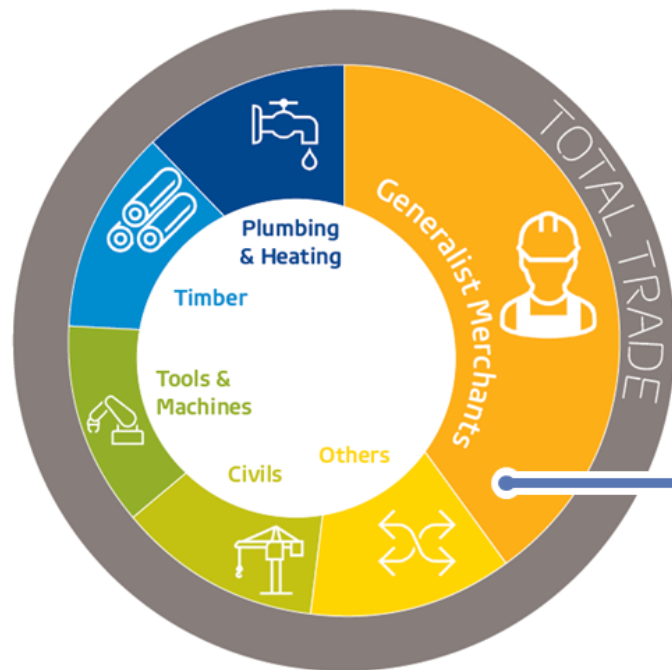 TOTAL TRADE
Generalist Merchants
Plumbing
& Heating
Timber
Tools &
Machines
Civils
Others